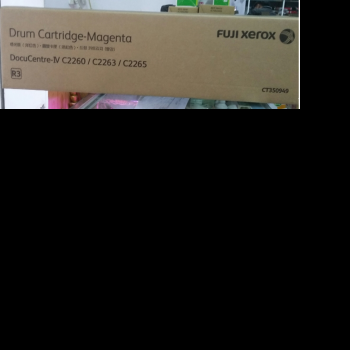 Drum Cartridge-Magenta
FUJI XEROX
DocuCentre-IV C2260 / C2263 / C2265
R3
CT350949